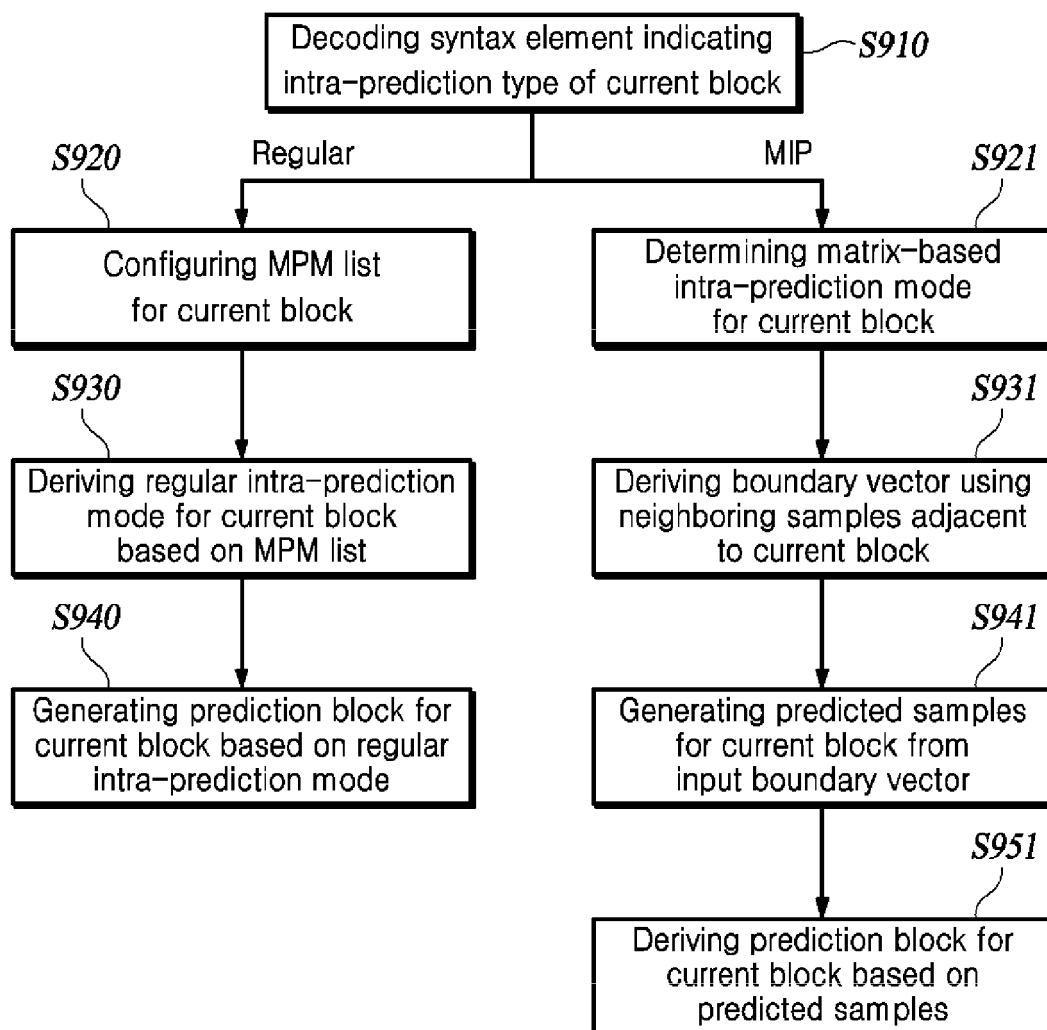 Decoding syntax element indicating
intra-prediction type of current block
S910
Regular
MIP
S920
S921
Configuring MPM list
for current block
Determining matrix-based
intra-prediction mode
for current block
S930
S931
Deriving regular intra-prediction
mode for current block
based on MPM list
Deriving boundary vector using
neighboring samples adjacent
to current block
S940
S941
Generating prediction block for
current block based on regular
intra-prediction mode
Generating predicted samples
for current block from
input boundary vector
S951
Deriving prediction block for
current block based on
predicted samples